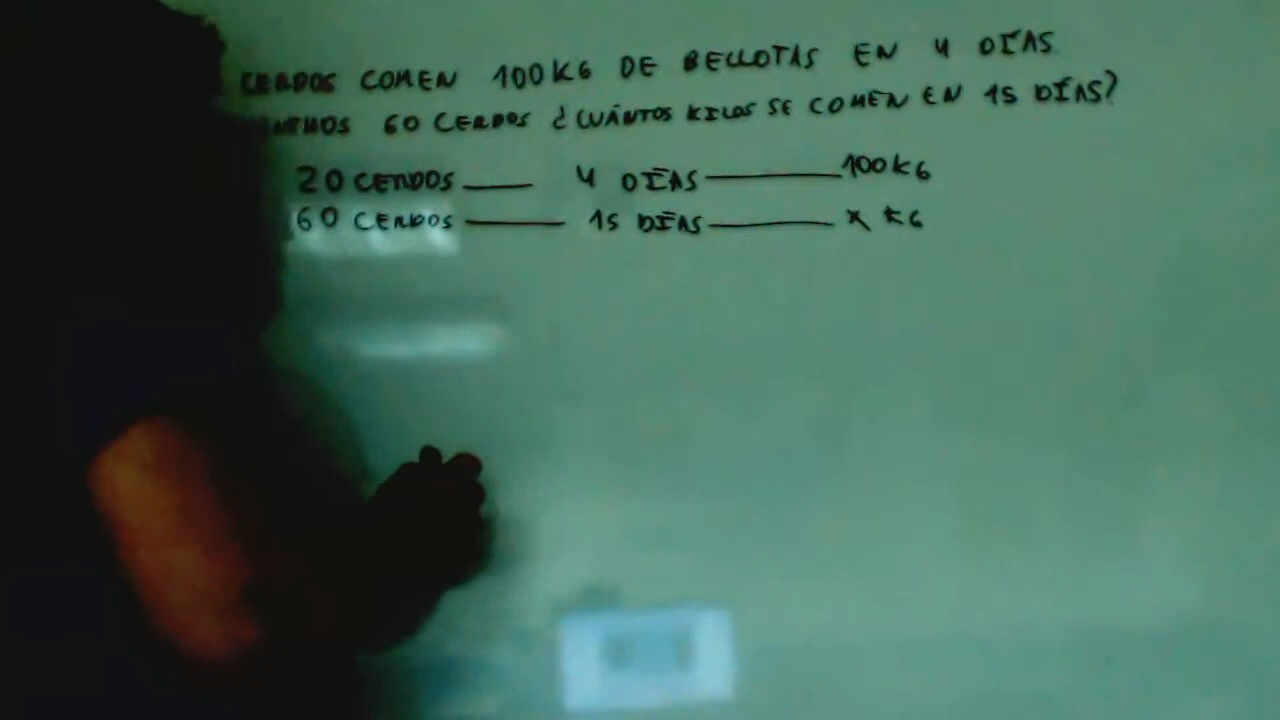 CERDOS COMEN 100KG DE BELLOTAS EN 4 DÍAS
60 CERDOS ¿CUÁNTOS KILOS SE COMEN EN 15 DÍAS?
20 CERDOS — 4 DÍAS — 100KG
60 CERDOS — 15 DÍAS — X KG